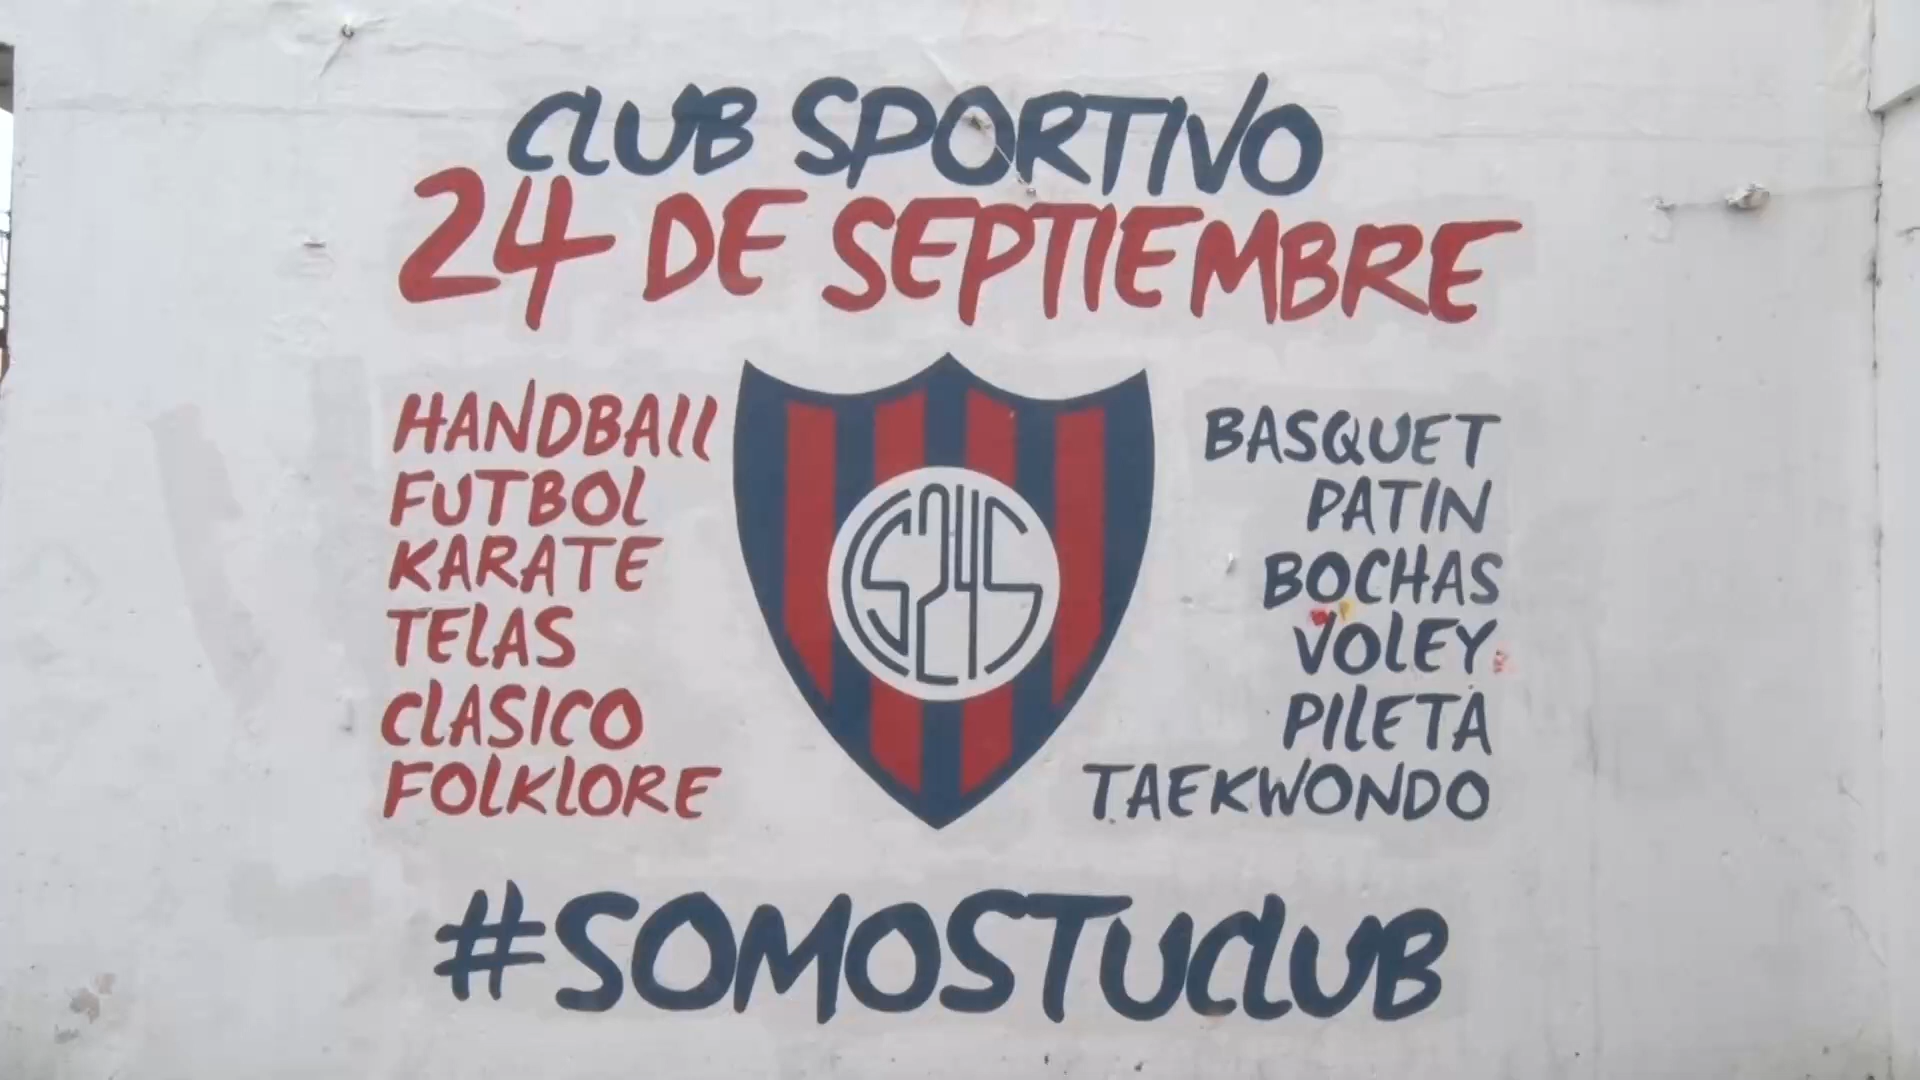 CLUB SPORTIVO
24 DE SEPTIEMBRE
HANDBALL
FUTBOL
KARATE
TELAS
CLASICO
FOLKLORE
CS24S
BASQUET
PATIN
BOCHAS
VOLEY
PILETA
TAEKWONDO
#SOMOSTUCLUB